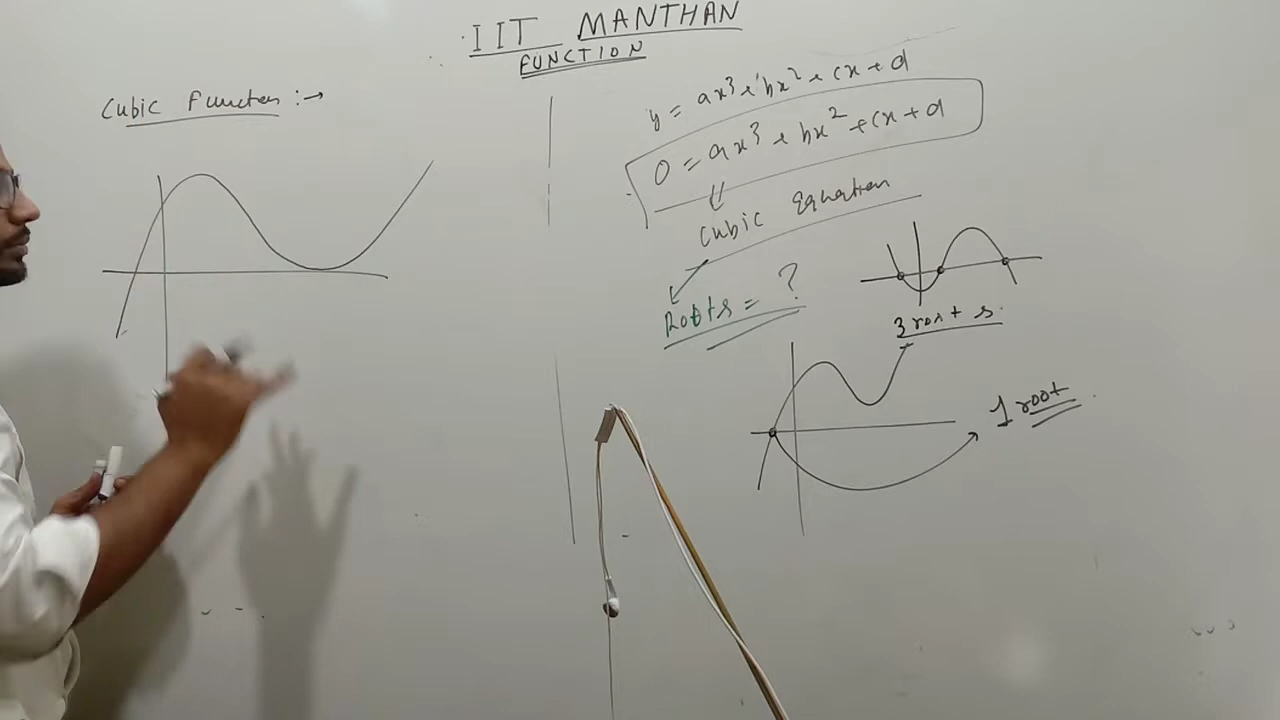 IIT MANTHAN
FUNCTION
Cubic Function :→
y = ax³ + bx² + cx + d
0 = ax³ + bx² + cx + d
Cubic Equation
Roots = ?
3 roots
1 root